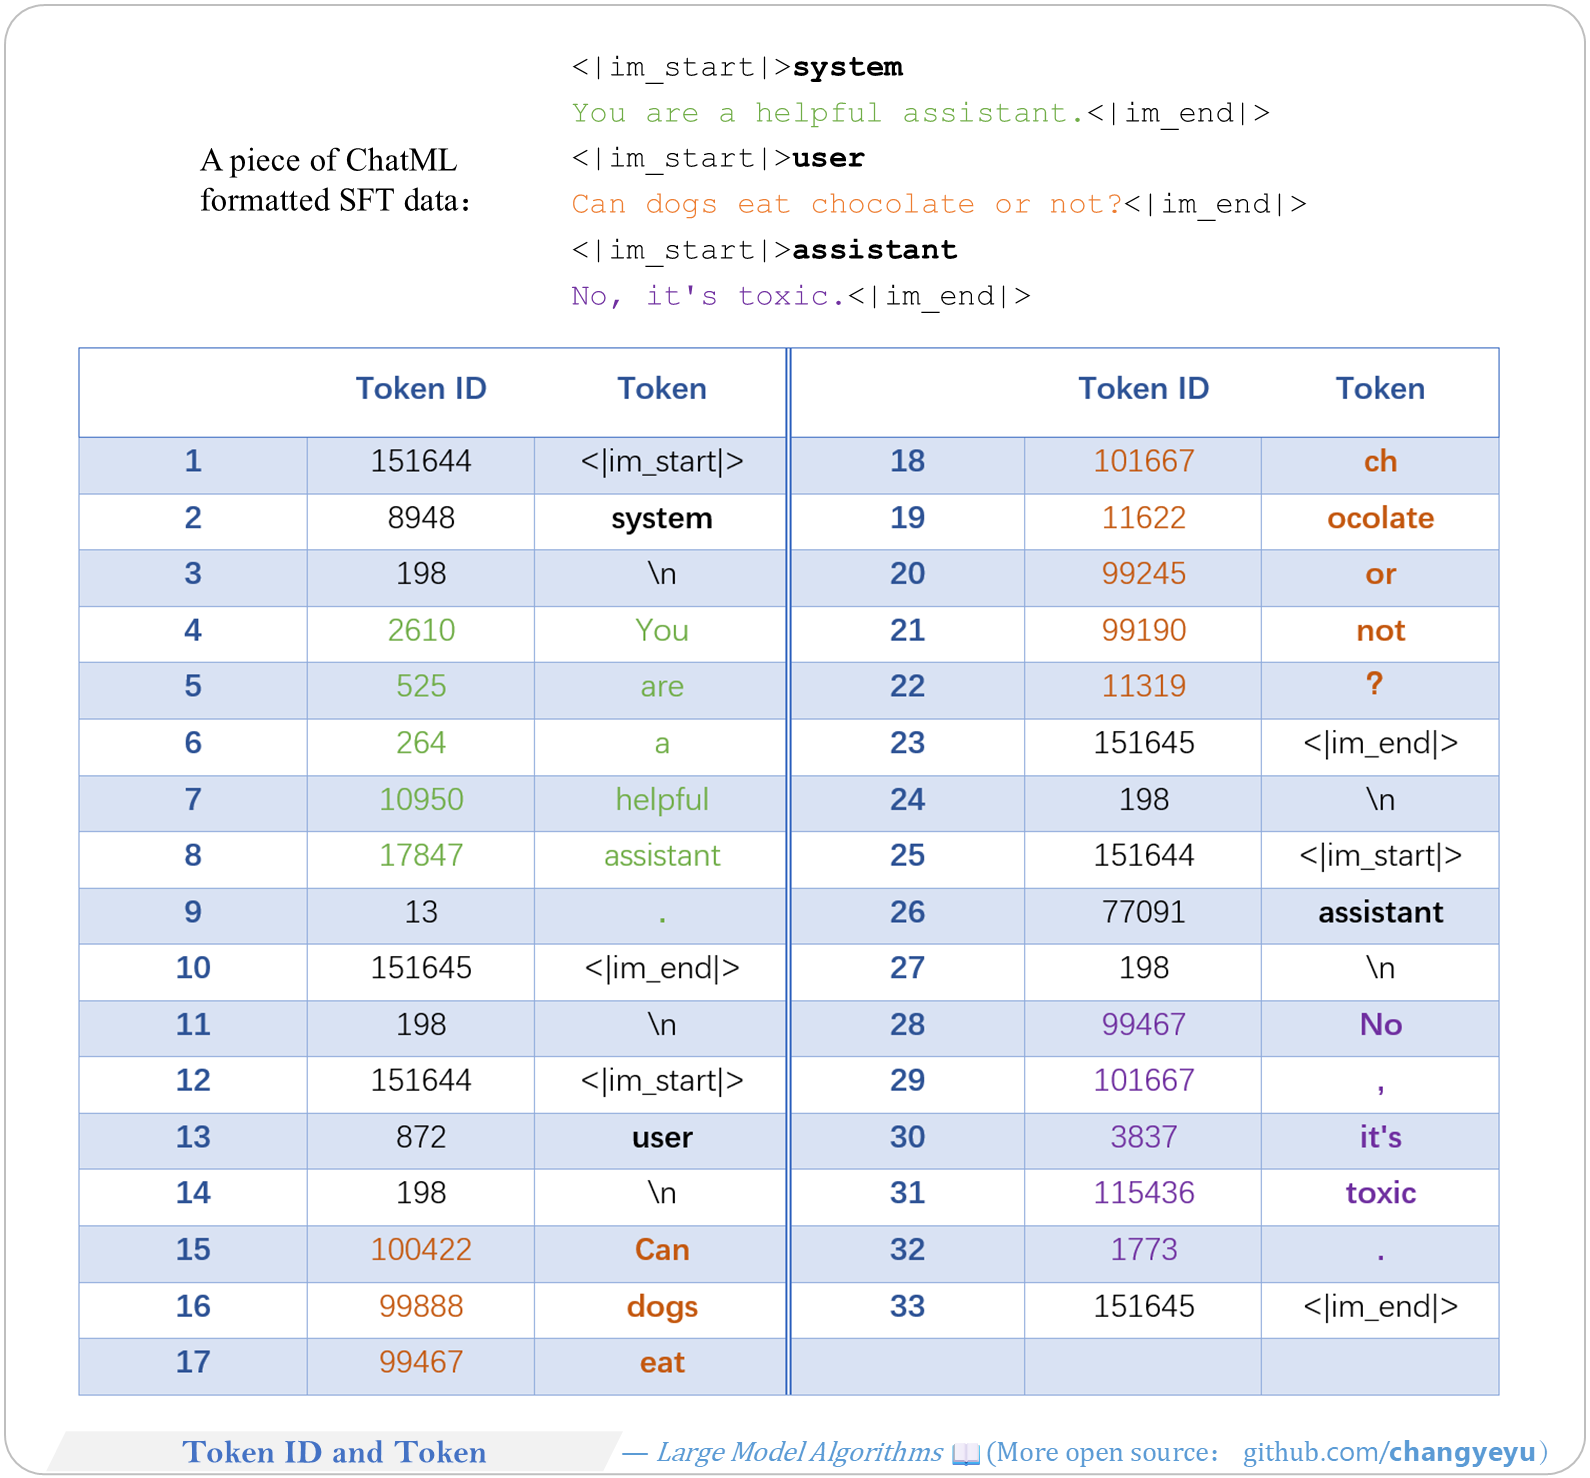 <|im_start|>system
You are a helpful assistant.<|im_end|>
A piece of ChatML
formatted SFT data：
<|im_start|>user
Can dogs eat chocolate or not?<|im_end|>
<|im_start|>assistant
No, it's toxic.<|im_end|>
Token ID Token Token ID Token
1 151644 <|im_start|> 18 101667 ch
2 8948 system 19 11622 ocolate
3 198 \n 20 99245 or
4 2610 You 21 99190 not
5 525 are 22 11319 ?
6 264 a 23 151645 <|im_end|>
7 10950 helpful 24 198 \n
8 17847 assistant 25 151644 <|im_start|>
9 13 . 26 77091 assistant
10 151645 <|im_end|> 27 198 \n
11 198 \n 28 99467 No
12 151644 <|im_start|> 29 101667 ,
13 872 user 30 3837 it's
14 198 \n 31 115436 toxic
15 100422 Can 32 1773 .
16 99888 dogs 33 151645 <|im_end|>
17 99467 eat
Token ID and Token — Large Model Algorithms 📖 (More open source： github.com/changyeyu)